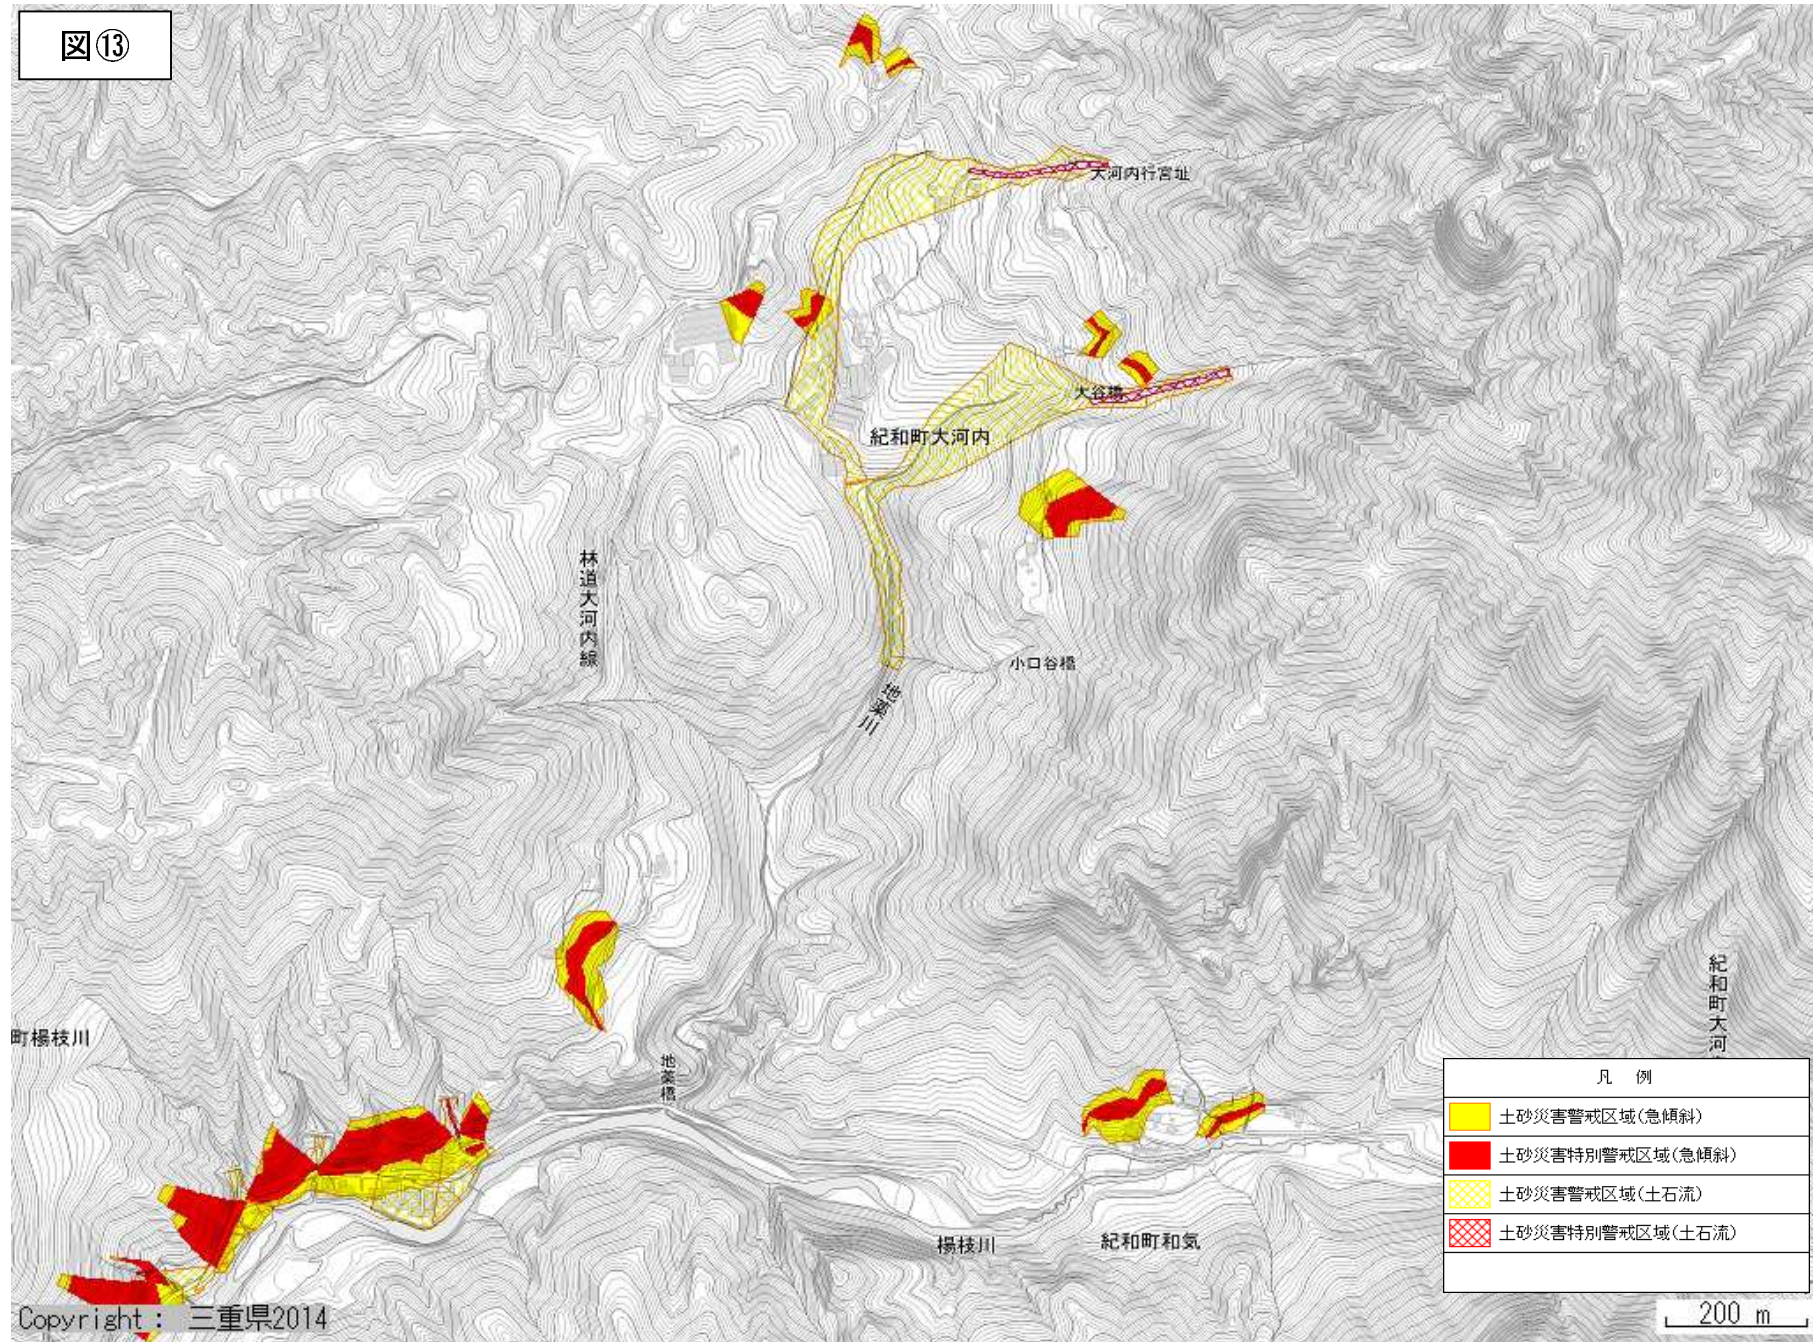 図⑬
大河内行宮址
大谷橋
紀和町大河内
林道大河内線
小口谷橋
地薬川
紀和町大河
町楊枝川
地薬橋
楊枝川
紀和町和気
凡 例
土砂災害警戒区域(急傾斜)
土砂災害特別警戒区域(急傾斜)
土砂災害警戒区域(土石流)
土砂災害特別警戒区域(土石流)
Copyright : 三重県2014
200 m